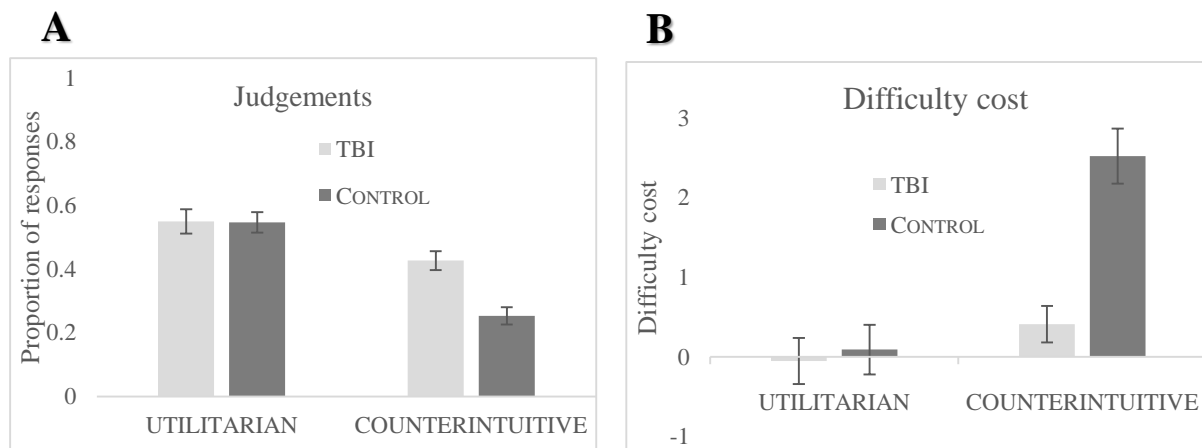 A
Judgements
Proportion of responses
1
0.8
0.6
0.4
0.2
0
TBI
CONTROL
UTILITARIAN
COUNTERINTUITIVE
B
Difficulty cost
Difficulty cost
3
2
1
0
-1
TBI
CONTROL
UTILITARIAN
COUNTERINTUITIVE